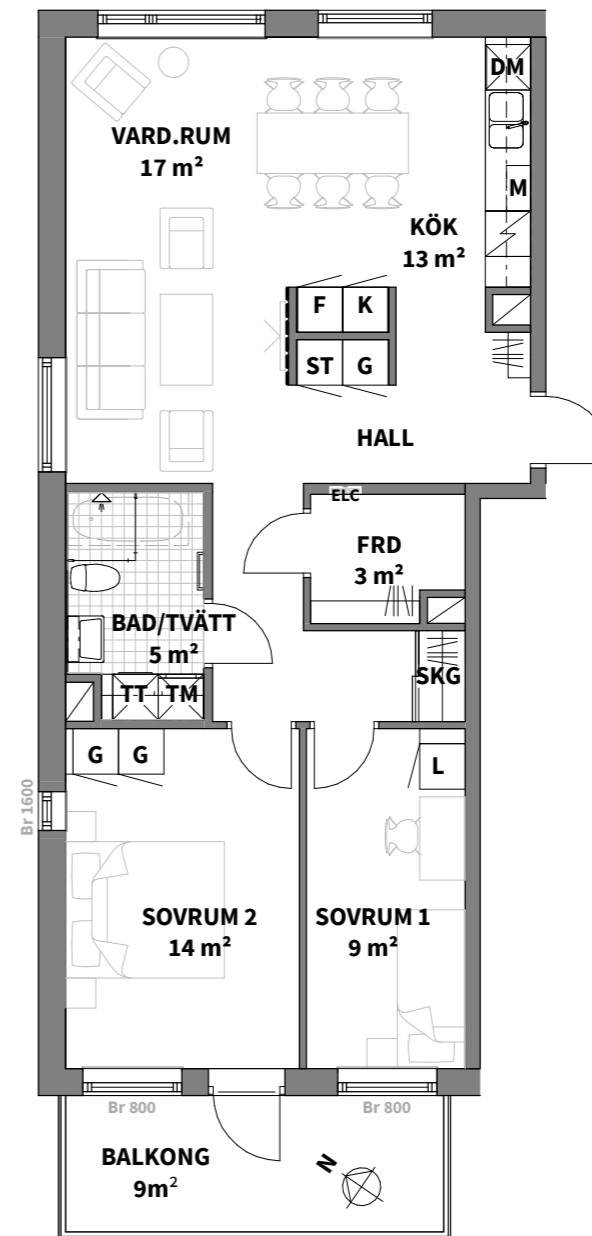 DM
VARD.RUM
17 m²
M
KÖK
13 m²
F K
ST G
HALL
ELC
FRD
3 m²
BAD/TVÄTT
5 m²
SKG
TT TM
G G
L
Br 1600
SOVRUM 2
14 m²
SOVRUM 1
9 m²
Br 800
Br 800
BALKONG
9m²
N